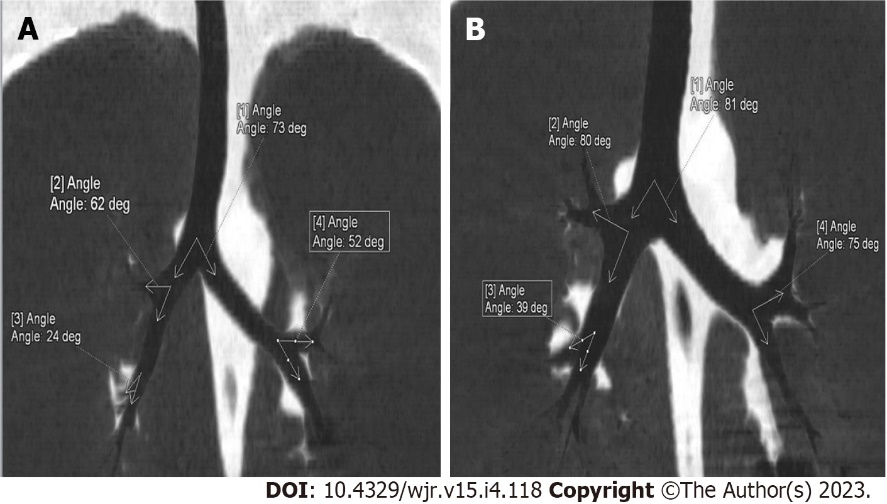 A
[1] Angle
Angle: 73 deg
[2] Angle
Angle: 62 deg
[4] Angle
Angle: 52 deg
[3] Angle
Angle: 24 deg
B
[1] Angle
Angle: 81 deg
[2] Angle
Angle: 80 deg
[4] Angle
Angle: 75 deg
[3] Angle
Angle: 39 deg
DOI: 10.4329/wjr.v15.i4.118 Copyright ©The Author(s) 2023.